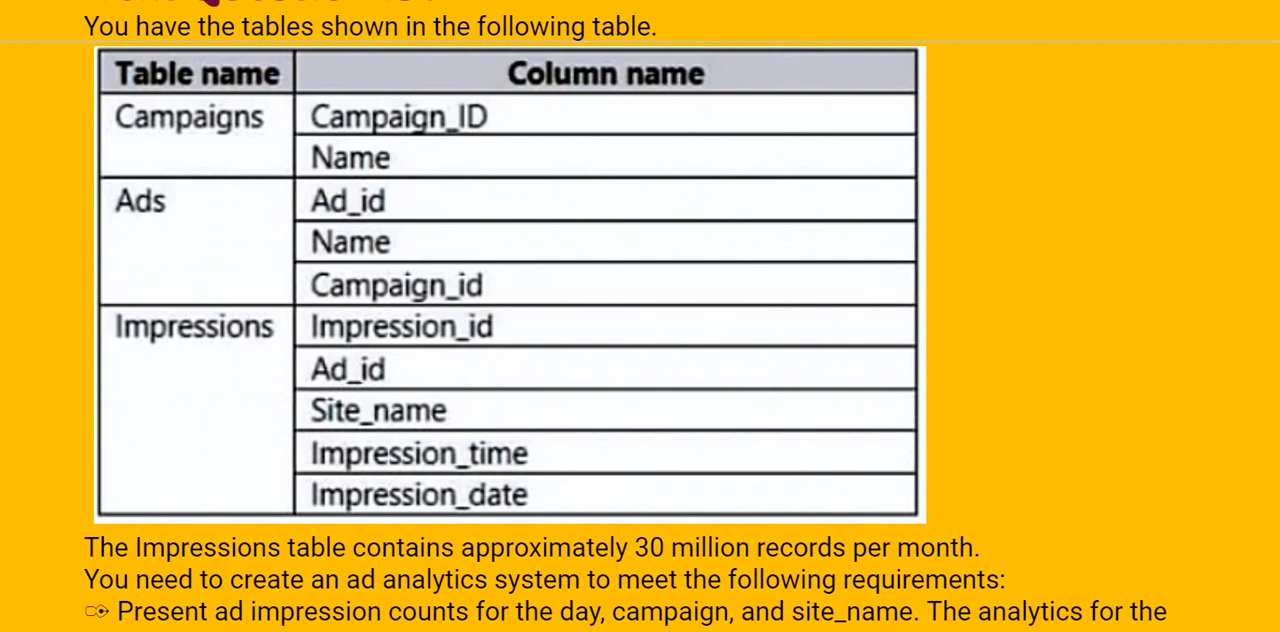 You have the tables shown in the following table.
Table name Column name
Campaigns Campaign_ID
Name
Ads Ad_id
Name
Campaign_id
Impressions Impression_id
Ad_id
Site_name
Impression_time
Impression_date
The Impressions table contains approximately 30 million records per month.
You need to create an ad analytics system to meet the following requirements:
Present ad impression counts for the day, campaign, and site_name. The analytics for the